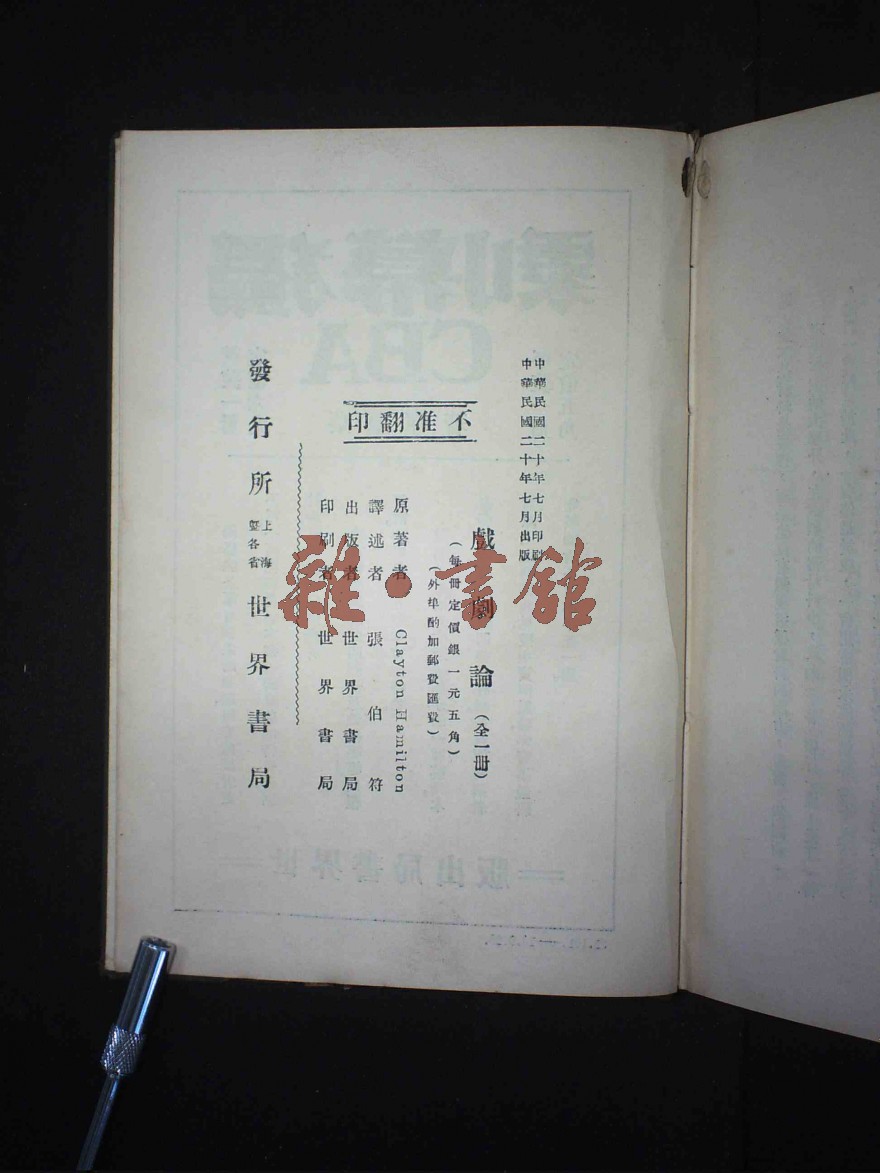 中華民國二十年七月印刷
中華民國二十年七月出版
不准翻印
戲劇論(全一冊)
(每冊定價銀一元五角)
(外埠酌加郵費匯費)
原著者 Clayton Hamilton
譯述者 張伯符
出版者 世界書局
印刷者 世界書局
發行所 上海暨各省 世界書局
雜·書館